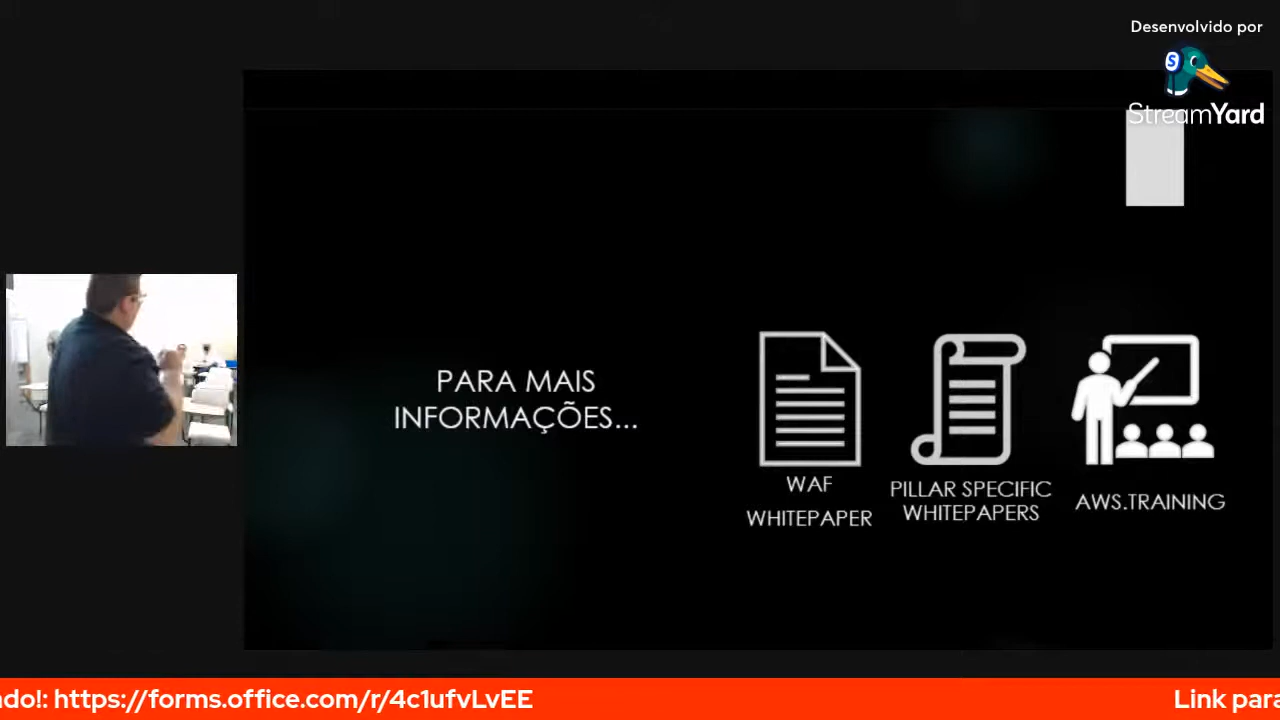 Desenvolvido por
StreamYard
PARA MAIS
INFORMAÇÕES...
WAF
WHITEPAPER
PILLAR SPECIFIC
WHITEPAPERS
AWS.TRAINING
ndo!: https://forms.office.com/r/4c1ufvLvEE
Link para